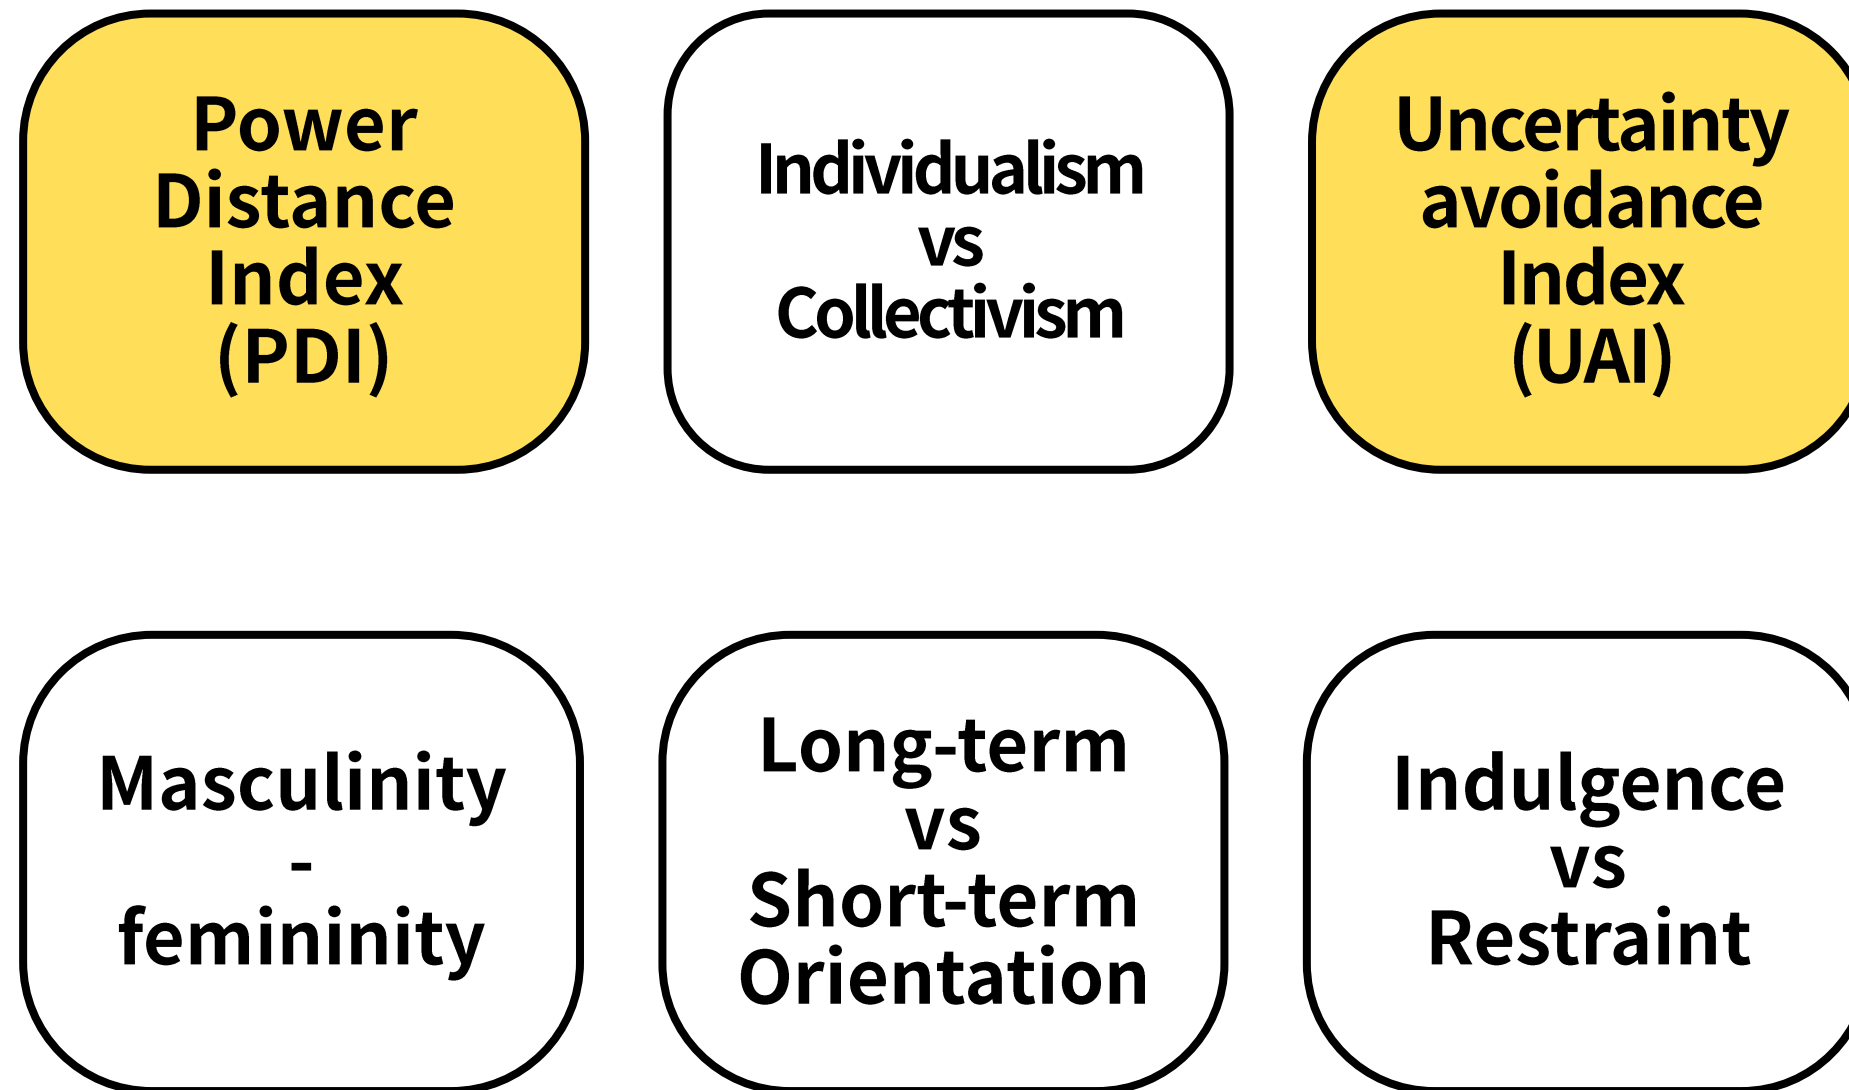 Power
Distance
Index
(PDI)
Individualism
vs
Collectivism
Uncertainty
avoidance
Index
(UAI)
Masculinity
-
femininity
Long-term
vs
Short-term
Orientation
Indulgence
vs
Restraint